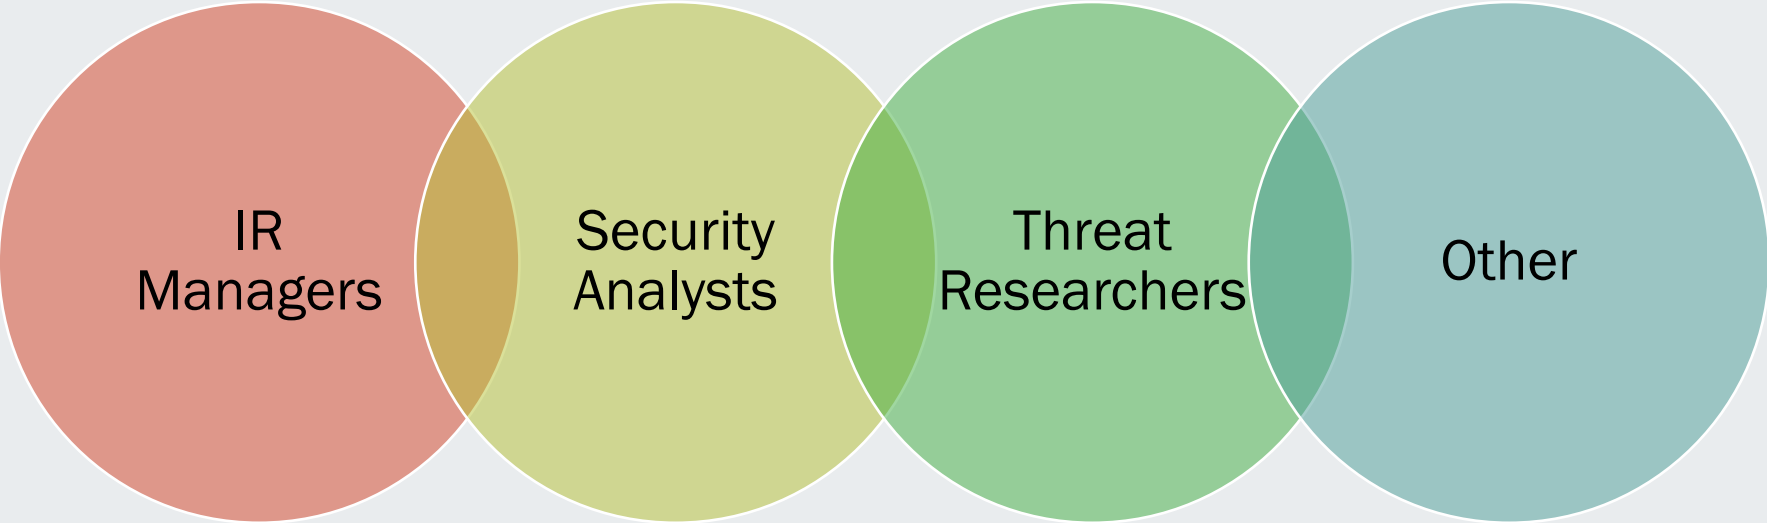 IR
Managers
Security
Analysts
Threat
Researchers
Other